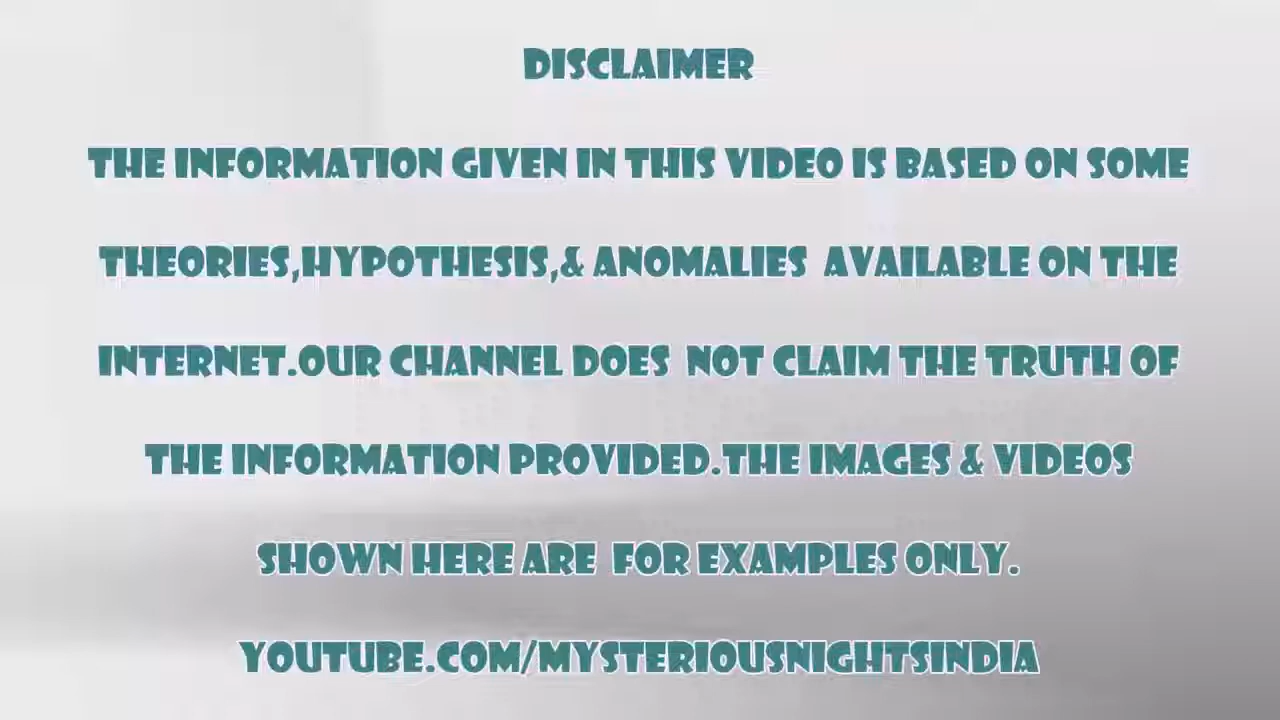 DISCLAIMER
THE INFORMATION GIVEN IN THIS VIDEO IS BASED ON SOME
THEORIES,HYPOTHESIS,& ANOMALIES AVAILABLE ON THE
INTERNET.OUR CHANNEL DOES NOT CLAIM THE TRUTH OF
THE INFORMATION PROVIDED.THE IMAGES & VIDEOS
SHOWN HERE ARE FOR EXAMPLES ONLY.
YOUTUBE.COM/MYSTERIOUSNIGHTSINDIA